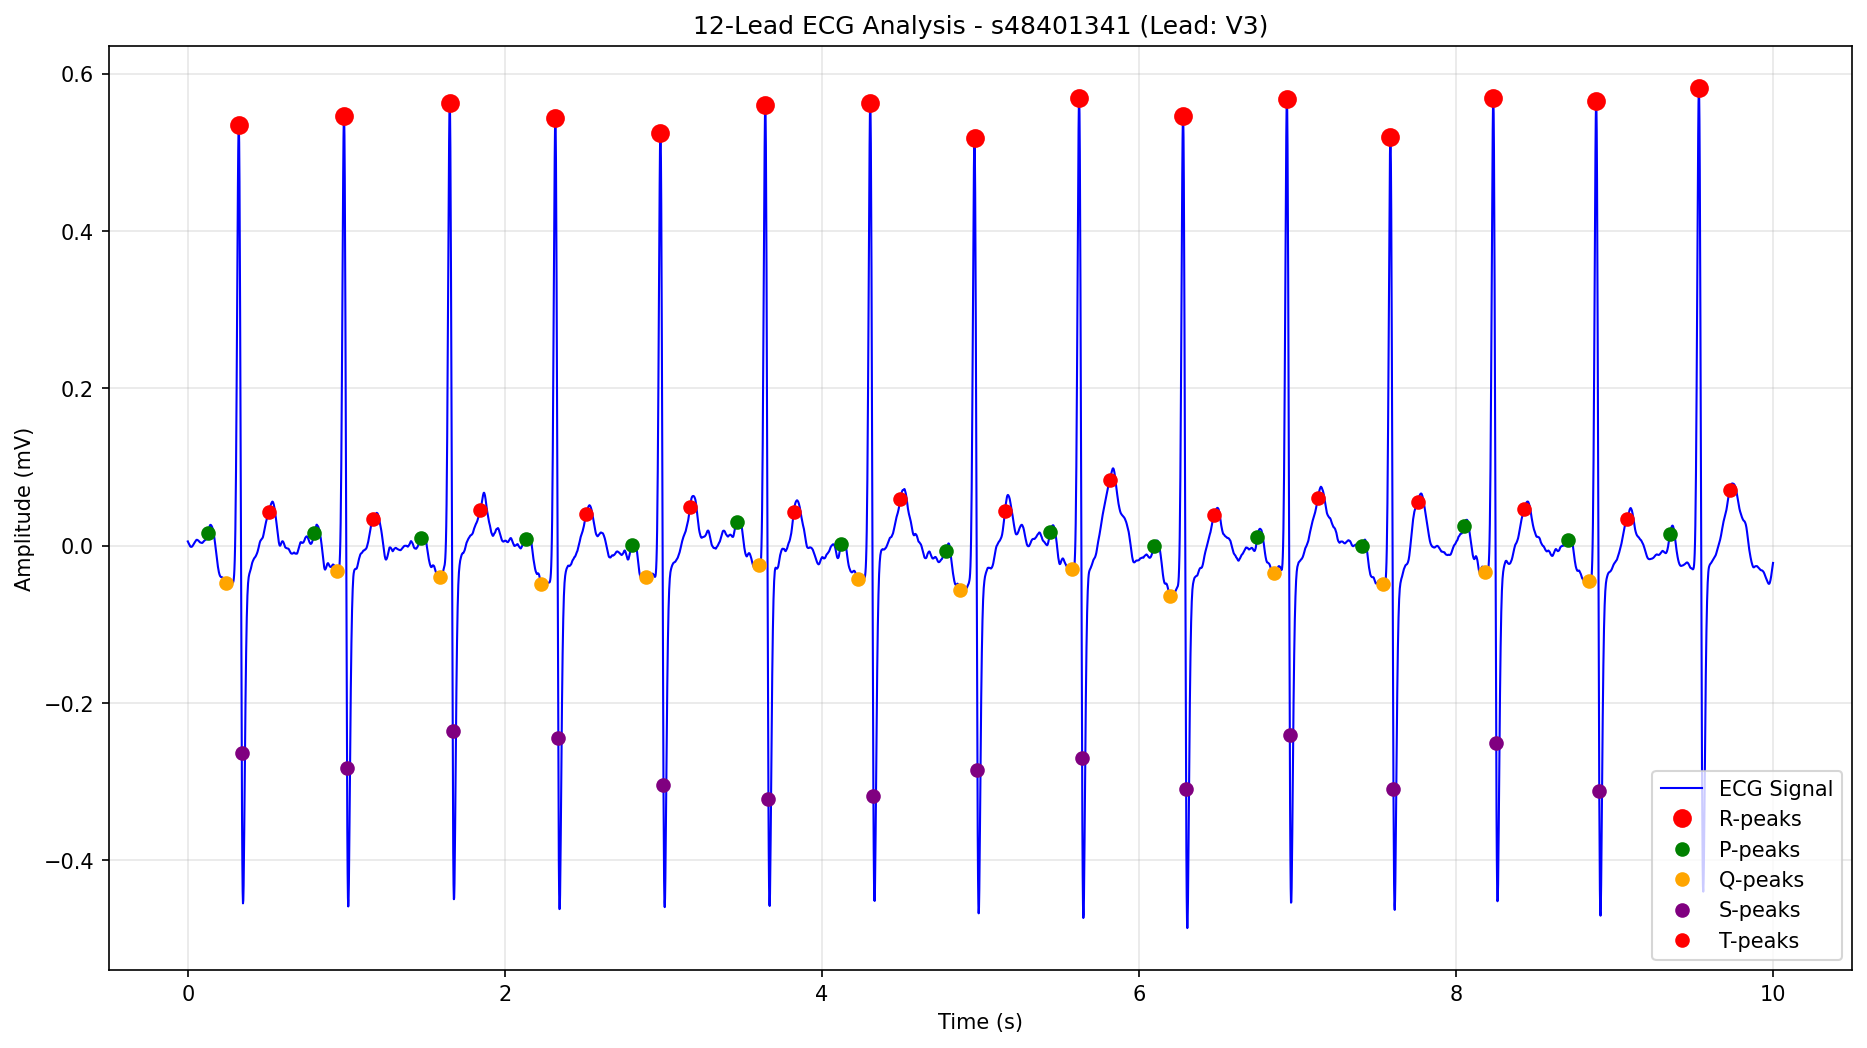 12-Lead ECG Analysis - s48401341 (Lead: V3)
Amplitude (mV)
0.6
0.4
0.2
0.0
−0.2
−0.4
0 2 4 6 8 10
Time (s)
ECG Signal
R-peaks
P-peaks
Q-peaks
S-peaks
T-peaks